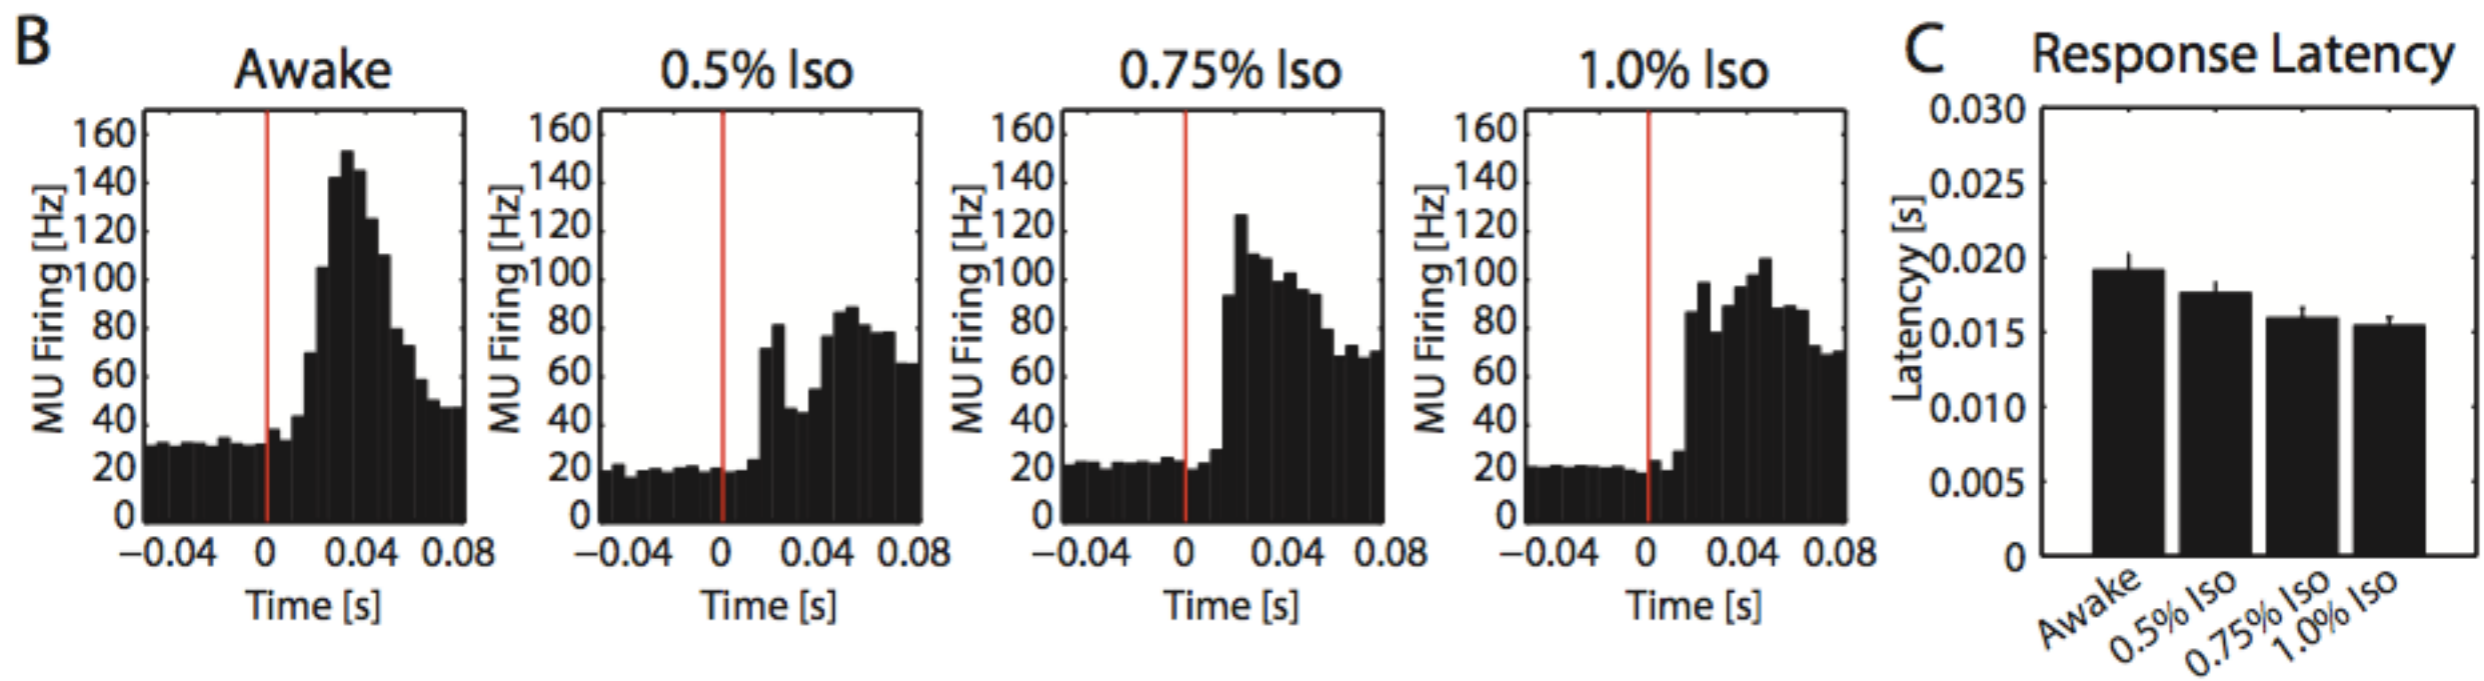 B
Awake
160
140
120
100
80
60
40
20
0
MU Firing [Hz]
−0.04 0 0.04 0.08
Time [s]
0.5% Iso
160
140
120
100
80
60
40
20
0
MU Firing [Hz]
−0.04 0 0.04 0.08
Time [s]
0.75% Iso
160
140
120
100
80
60
40
20
0
MU Firing [Hz]
−0.04 0 0.04 0.08
Time [s]
1.0% Iso
160
140
120
100
80
60
40
20
0
MU Firing [Hz]
−0.04 0 0.04 0.08
Time [s]
C Response Latency
0.030
0.025
0.020
0.015
0.010
0.005
0
Latencyy [s]
Awake
0.5% Iso
0.75% Iso
1.0% Iso